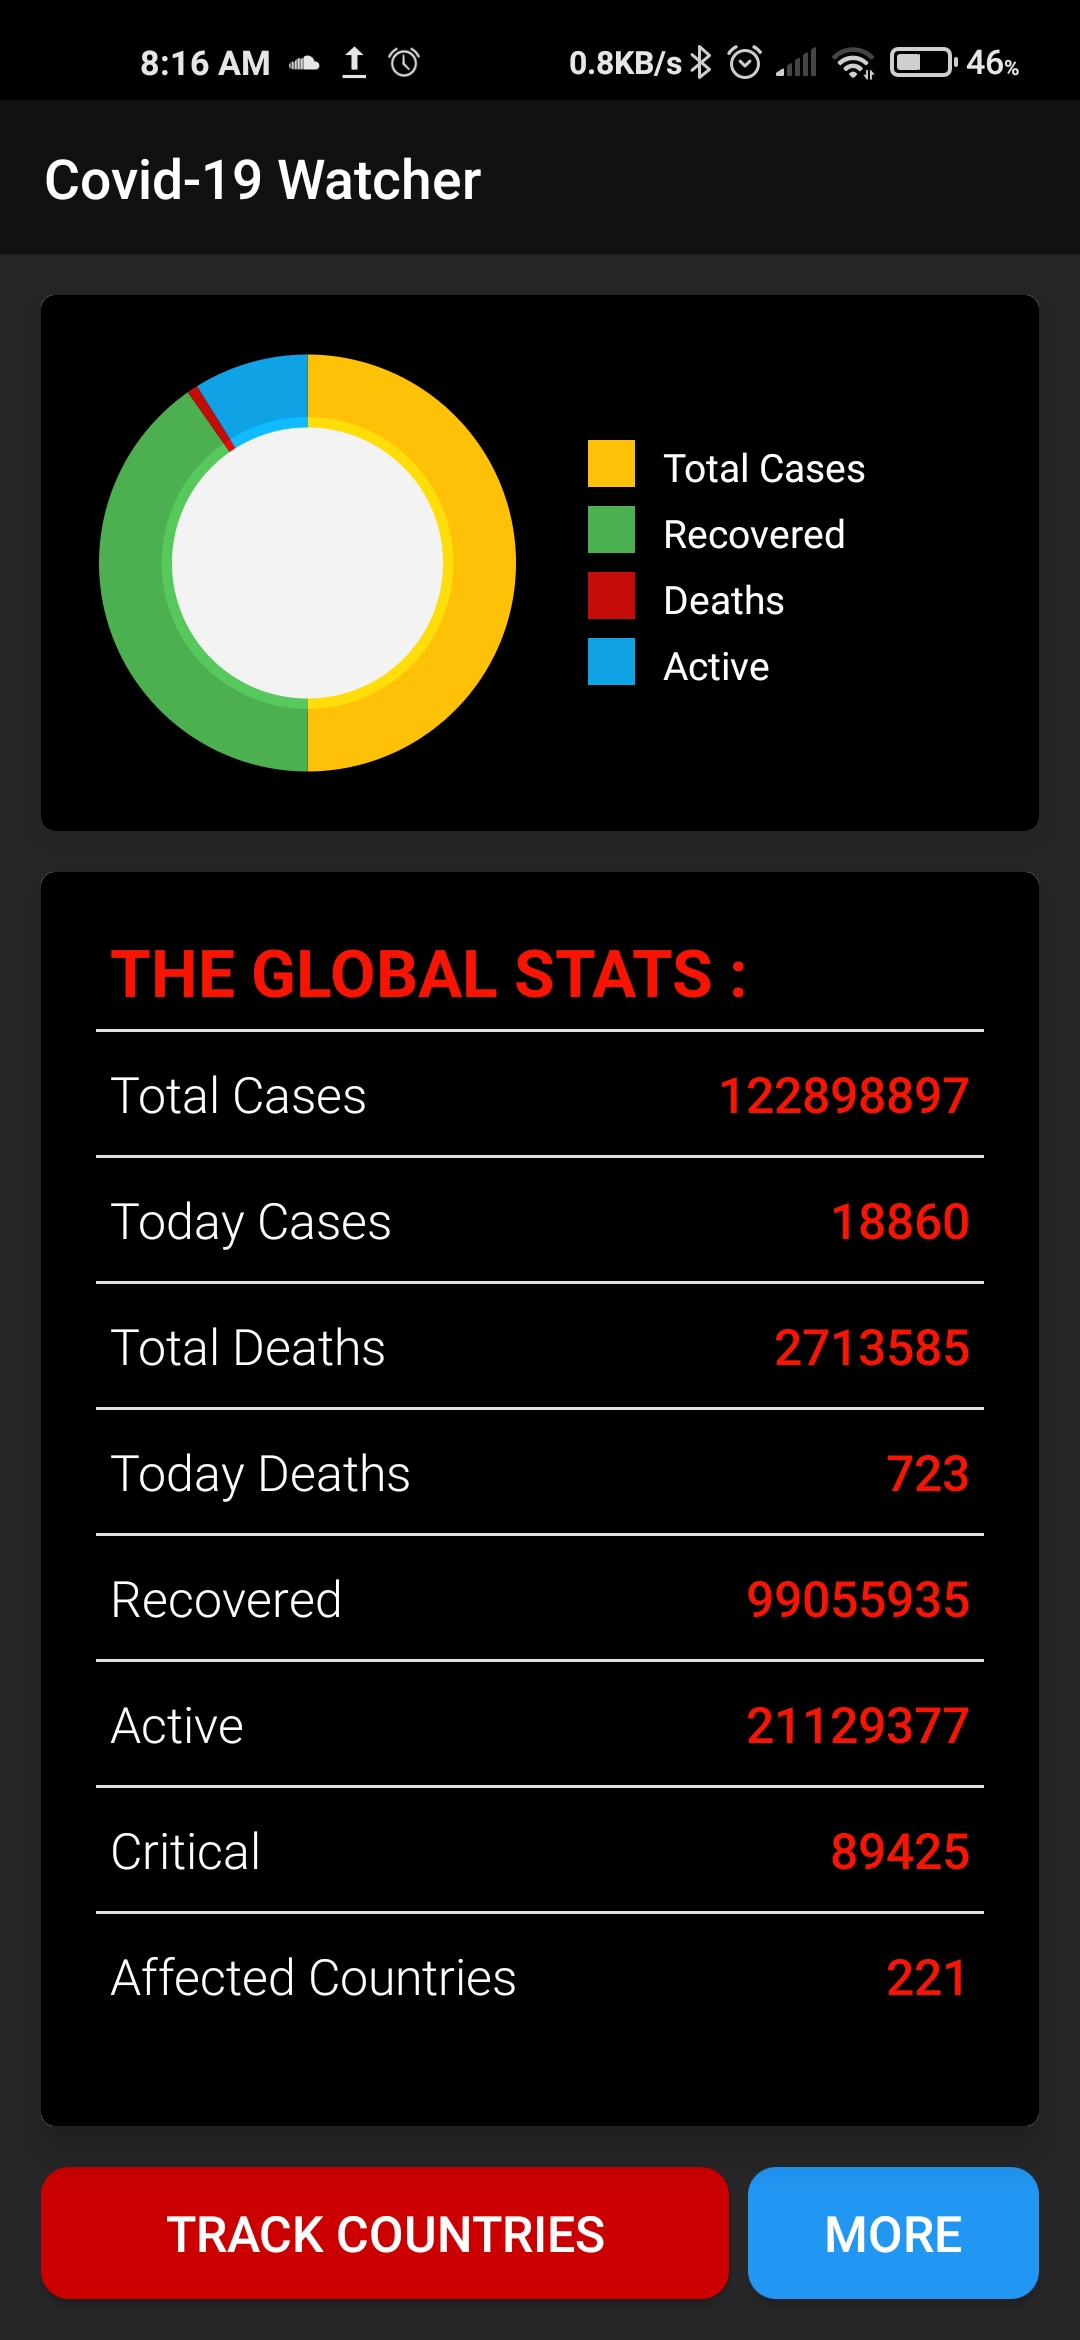 8:16 AM 0.8KB/s 46%
Covid-19 Watcher
Total Cases
Recovered
Deaths
Active
THE GLOBAL STATS :
Total Cases 122898897
Today Cases 18860
Total Deaths 2713585
Today Deaths 723
Recovered 99055935
Active 21129377
Critical 89425
Affected Countries 221
TRACK COUNTRIES MORE